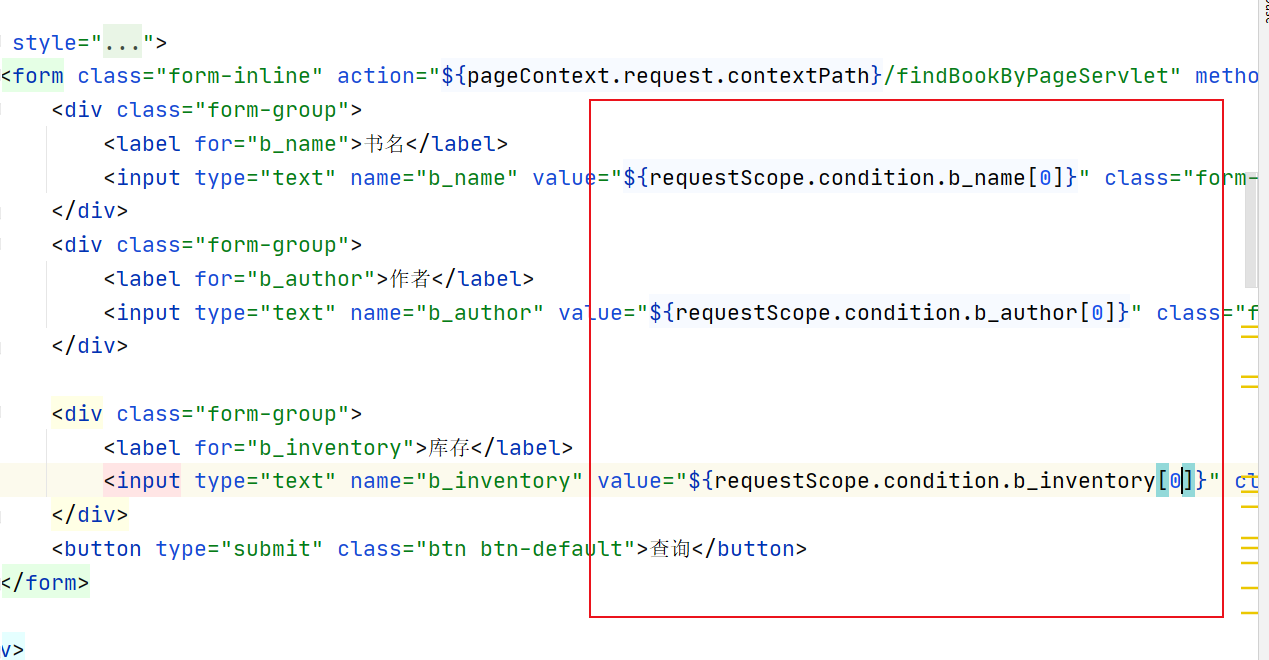 style="...">
<form class="form-inline" action="${pageContext.request.contextPath}/findBookByPageServlet" metho
<div class="form-group">
<label for="b_name">书名</label>
<input type="text" name="b_name" value="${requestScope.condition.b_name[0]}" class="form-
</div>
<div class="form-group">
<label for="b_author">作者</label>
<input type="text" name="b_author" value="${requestScope.condition.b_author[0]}" class="f
</div>
<div class="form-group">
<label for="b_inventory">库存</label>
<input type="text" name="b_inventory" value="${requestScope.condition.b_inventory[0]}" cl
</div>
<button type="submit" class="btn btn-default">查询</button>
</form>
v>